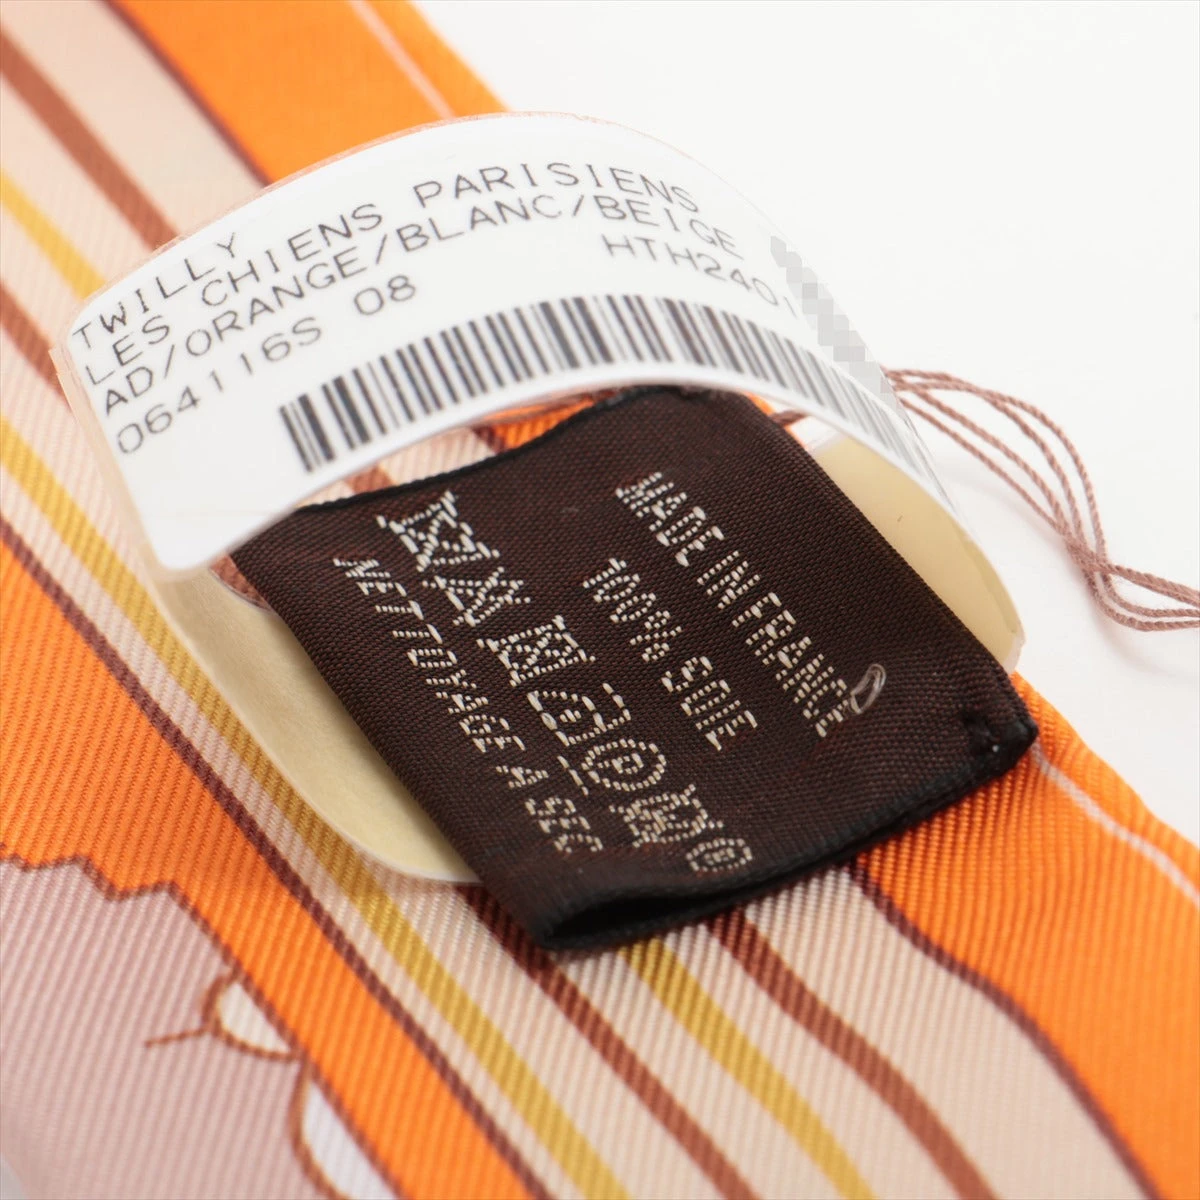 TWILLY
LES CHIENS PARISIENS
AD/ORANGE/BLANC/BEIGE
064116S 08
HTH2401
MADE IN FRANCE
100% SOIE
NETTOYAGE A SEC